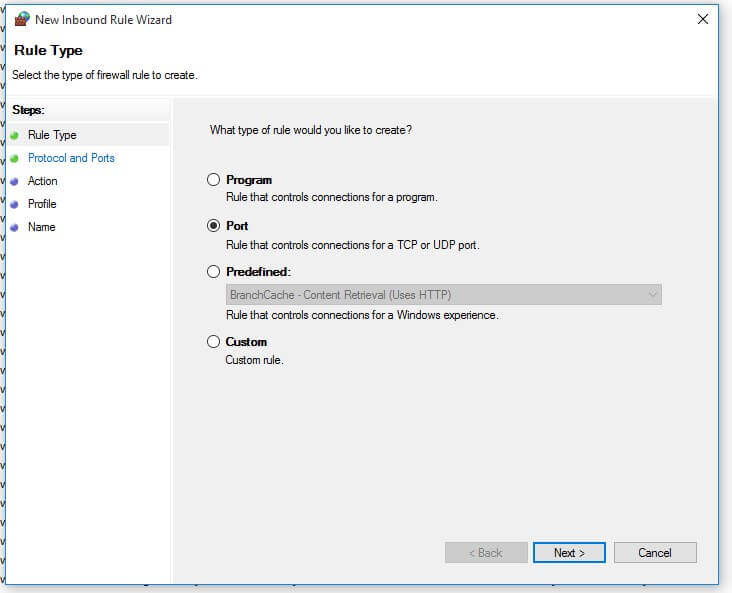 New Inbound Rule Wizard
Rule Type
Select the type of firewall rule to create.
Steps:
Rule Type
Protocol and Ports
Action
Profile
Name
What type of rule would you like to create?
Program
Rule that controls connections for a program.
Port
Rule that controls connections for a TCP or UDP port.
Predefined:
BranchCache - Content Retrieval (Uses HTTP)
Rule that controls connections for a Windows experience.
Custom
Custom rule.
< Back
Next >
Cancel